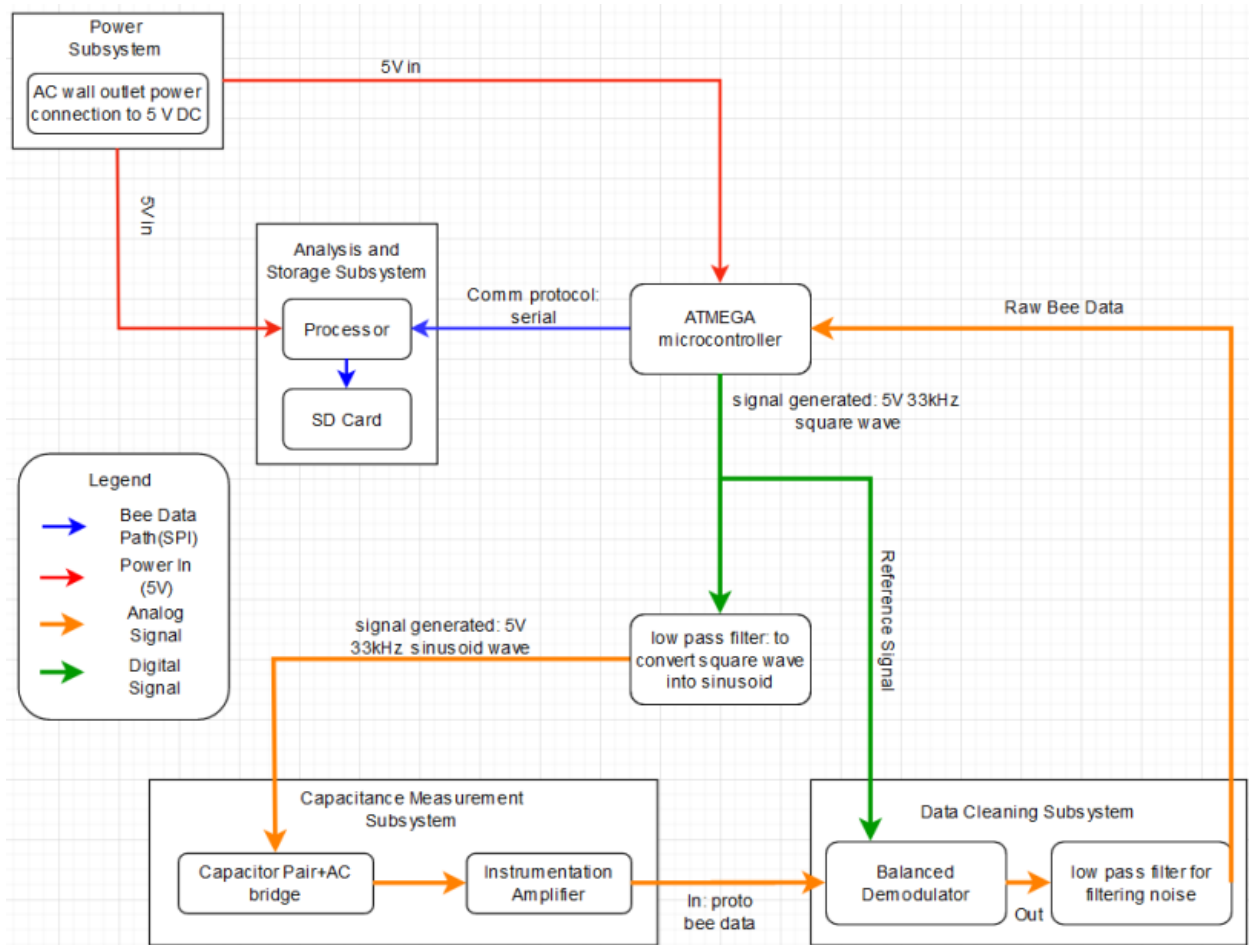 Power
Subsystem
AC wall outlet power
connection to 5 V DC
5V in
5V in
Analysis and
Storage Subsystem
Processor
SD Card
Comm protocol:
serial
ATMEGA
microcontroller
Raw Bee Data
signal generated: 5V 33kHz
square wave
Legend
Bee Data
Path(SPI)
Power In
(5V)
Analog
Signal
Digital
Signal
Reference Signal
signal generated: 5V
33kHz sinusoid wave
low pass filter: to
convert square wave
into sinusoid
Capacitance Measurement
Subsystem
Capacitor Pair+AC
bridge
Instrumentation
Amplifier
In: proto
bee data
Data Cleaning Subsystem
Balanced
Demodulator
Out
low pass filter for
filtering noise